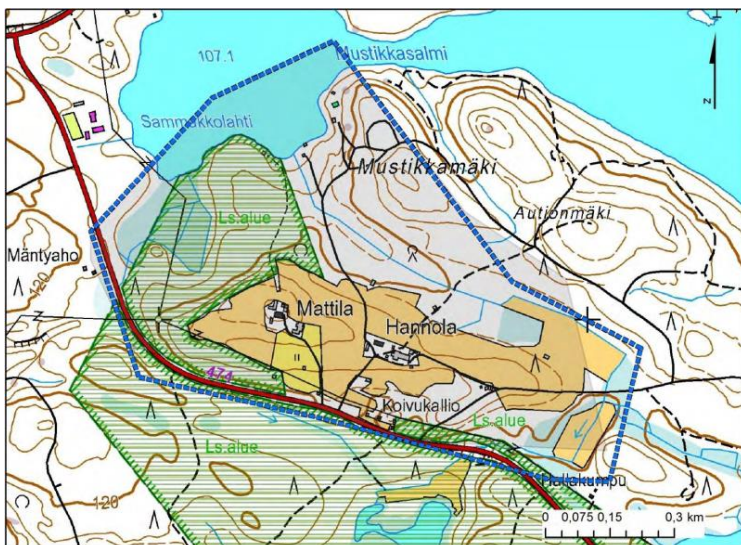 107.1
Mustikkasalmi
Sammakkolahti
N
Mustikkamäki
Ls.alue
Autionmäki
Mäntyaho
120
Mattila
Hannola
474
Koivukallio
Ls.alue
Ls.alue
Hallakumpu
120
0 0,075 0,15 0,3 km